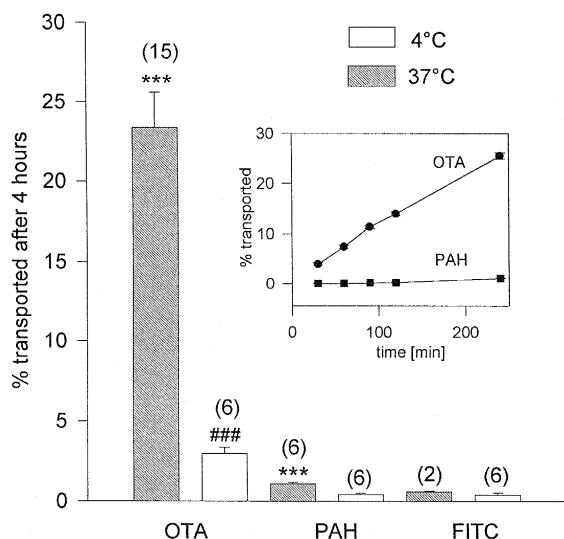 30
25
20
15
10
5
0
% transported after 4 hours
4°C
37°C
(15)
***
(6)
###
(6)
***
(6)
(2)
(6)
OTA
PAH
FITC
30
20
10
0
% transported
OTA
PAH
0
100
200
time [min]